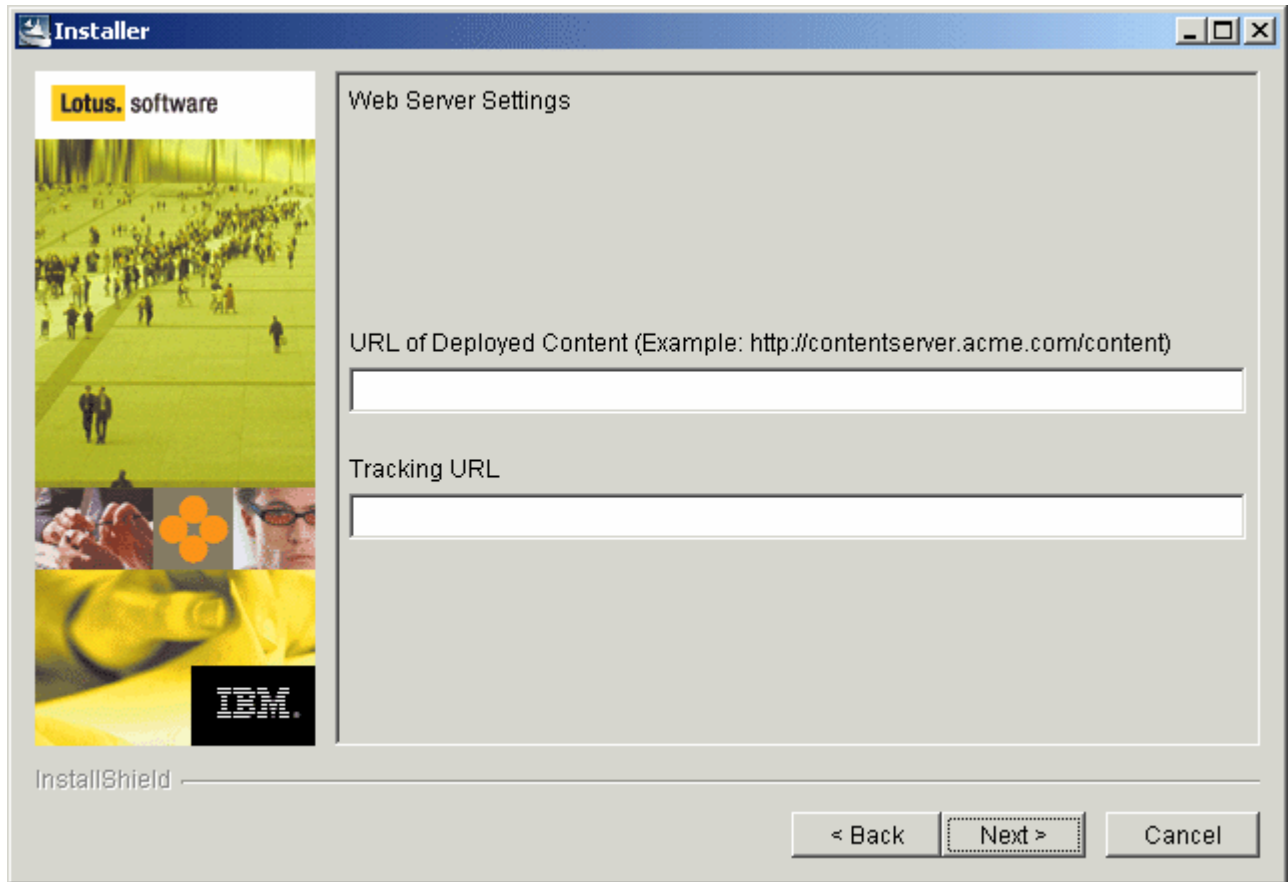 Installer
Lotus. software
Web Server Settings
URL of Deployed Content (Example: http://contentserver.acme.com/content)
Tracking URL
IBM.
InstallShield
< Back
Next >
Cancel